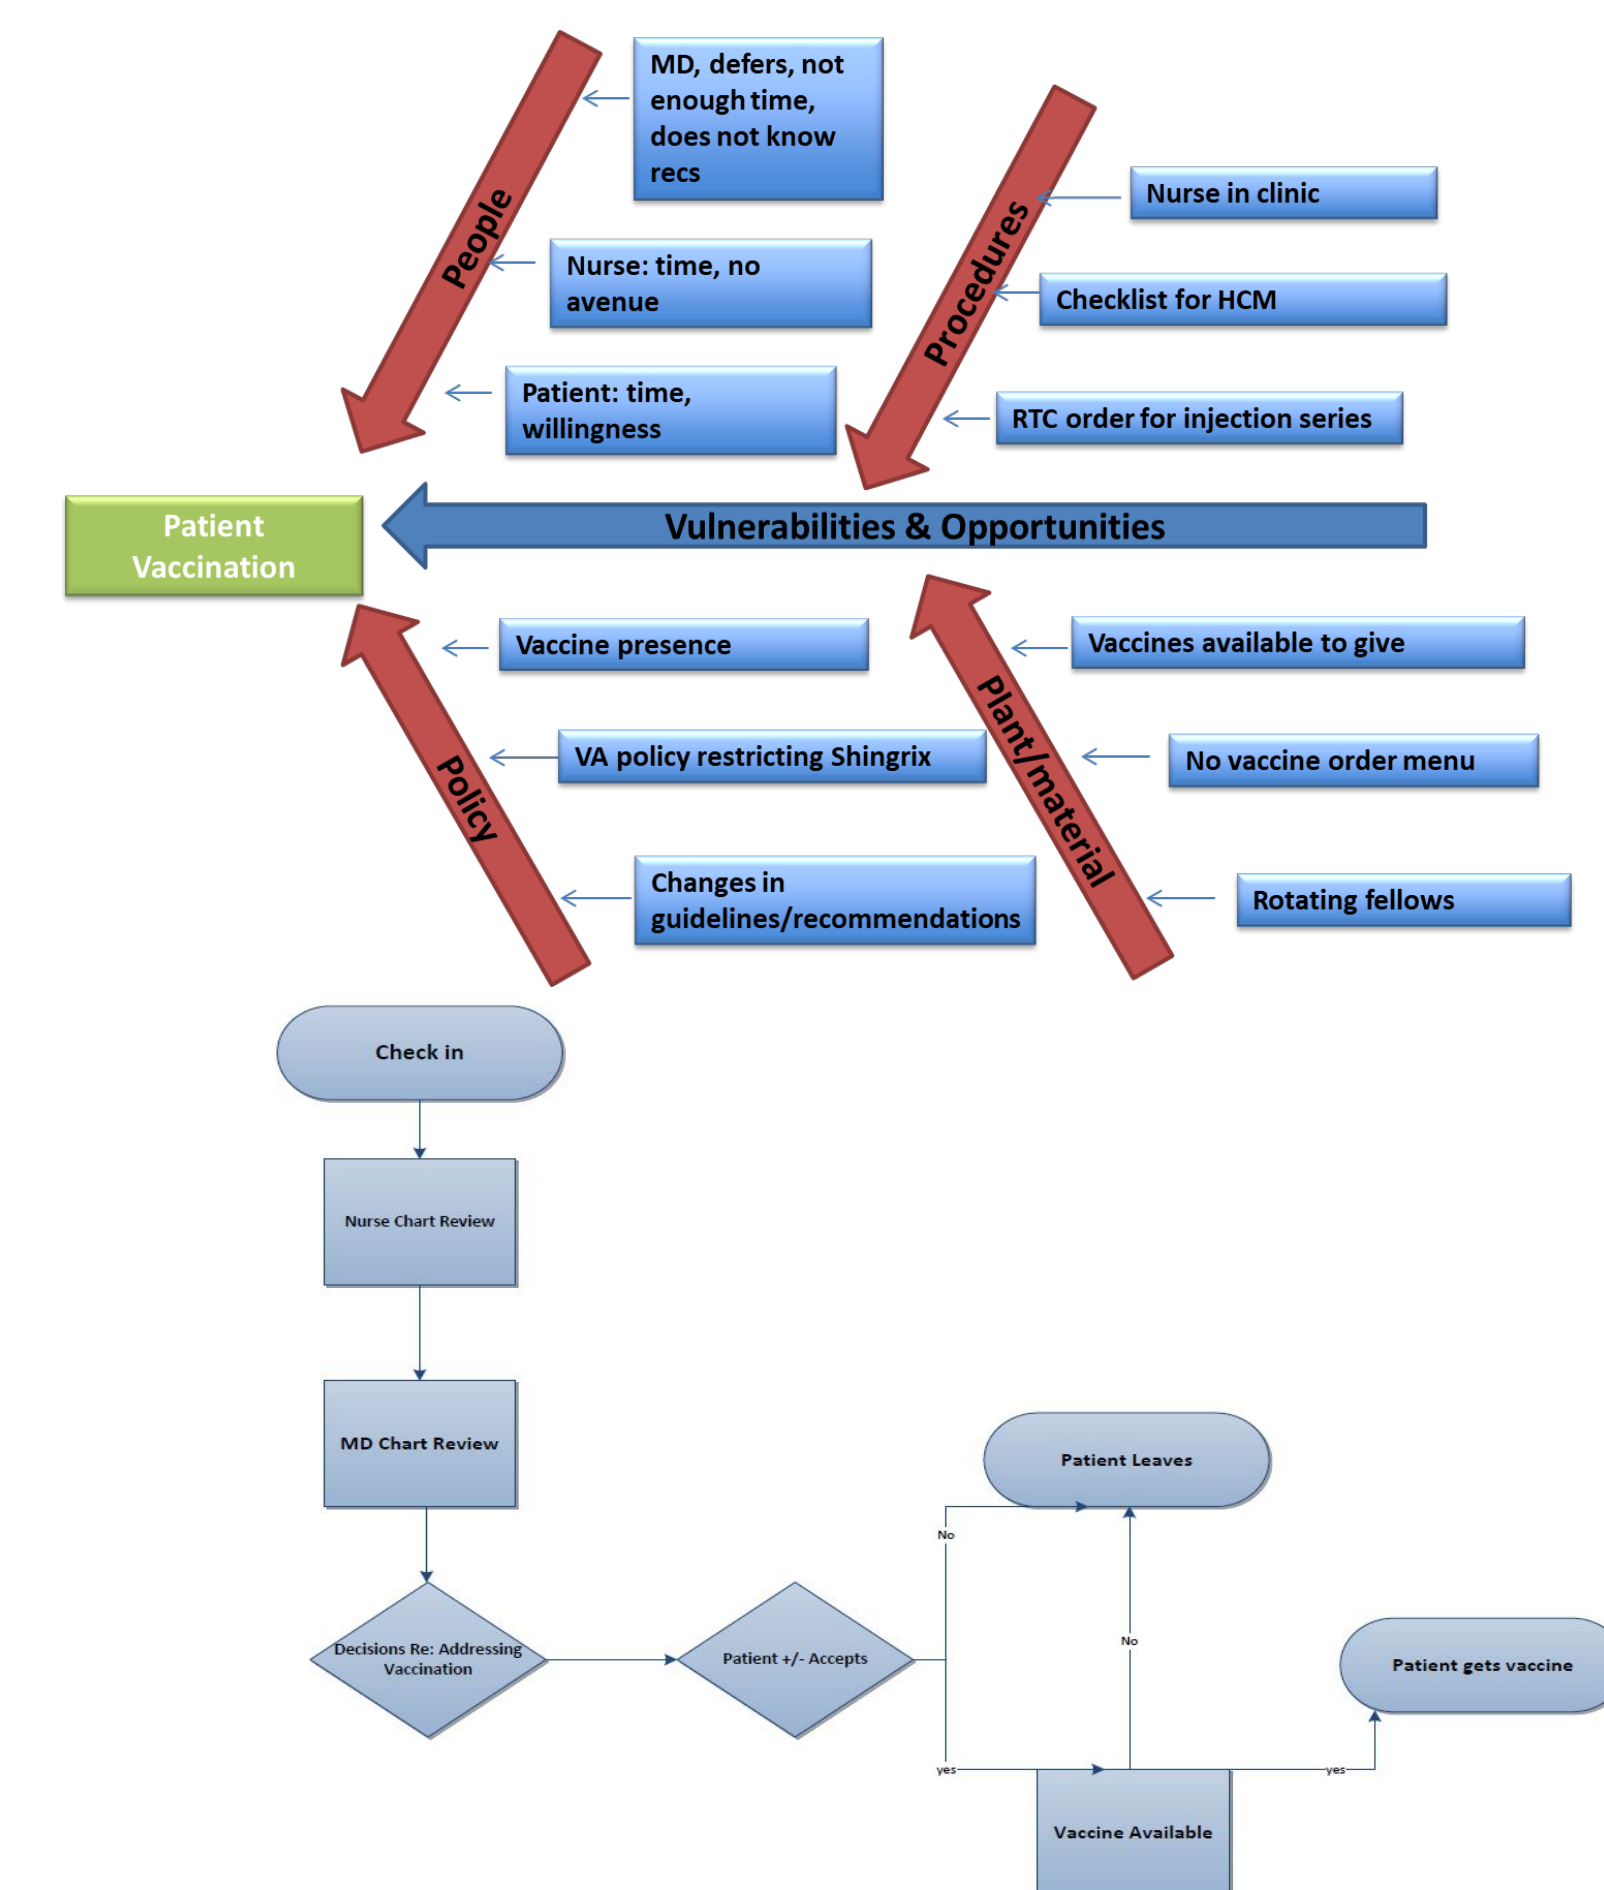 MD, defers, not
enough time,
does not know
recs
People
Nurse: time, no
avenue
Patient: time,
willingness
Procedures
Nurse in clinic
Checklist for HCM
RTC order for injection series
Patient
Vaccination
Vulnerabilities & Opportunities
Policy
Vaccine presence
VA policy restricting Shingrix
Changes in
guidelines/recommendations
Plant/material
Vaccines available to give
No vaccine order menu
Rotating fellows
Check in
Nurse Chart Review
MD Chart Review
Decisions Re: Addressing
Vaccination
Patient +/- Accepts
No
Patient Leaves
No
yes
Vaccine Available
yes
Patient gets vaccine